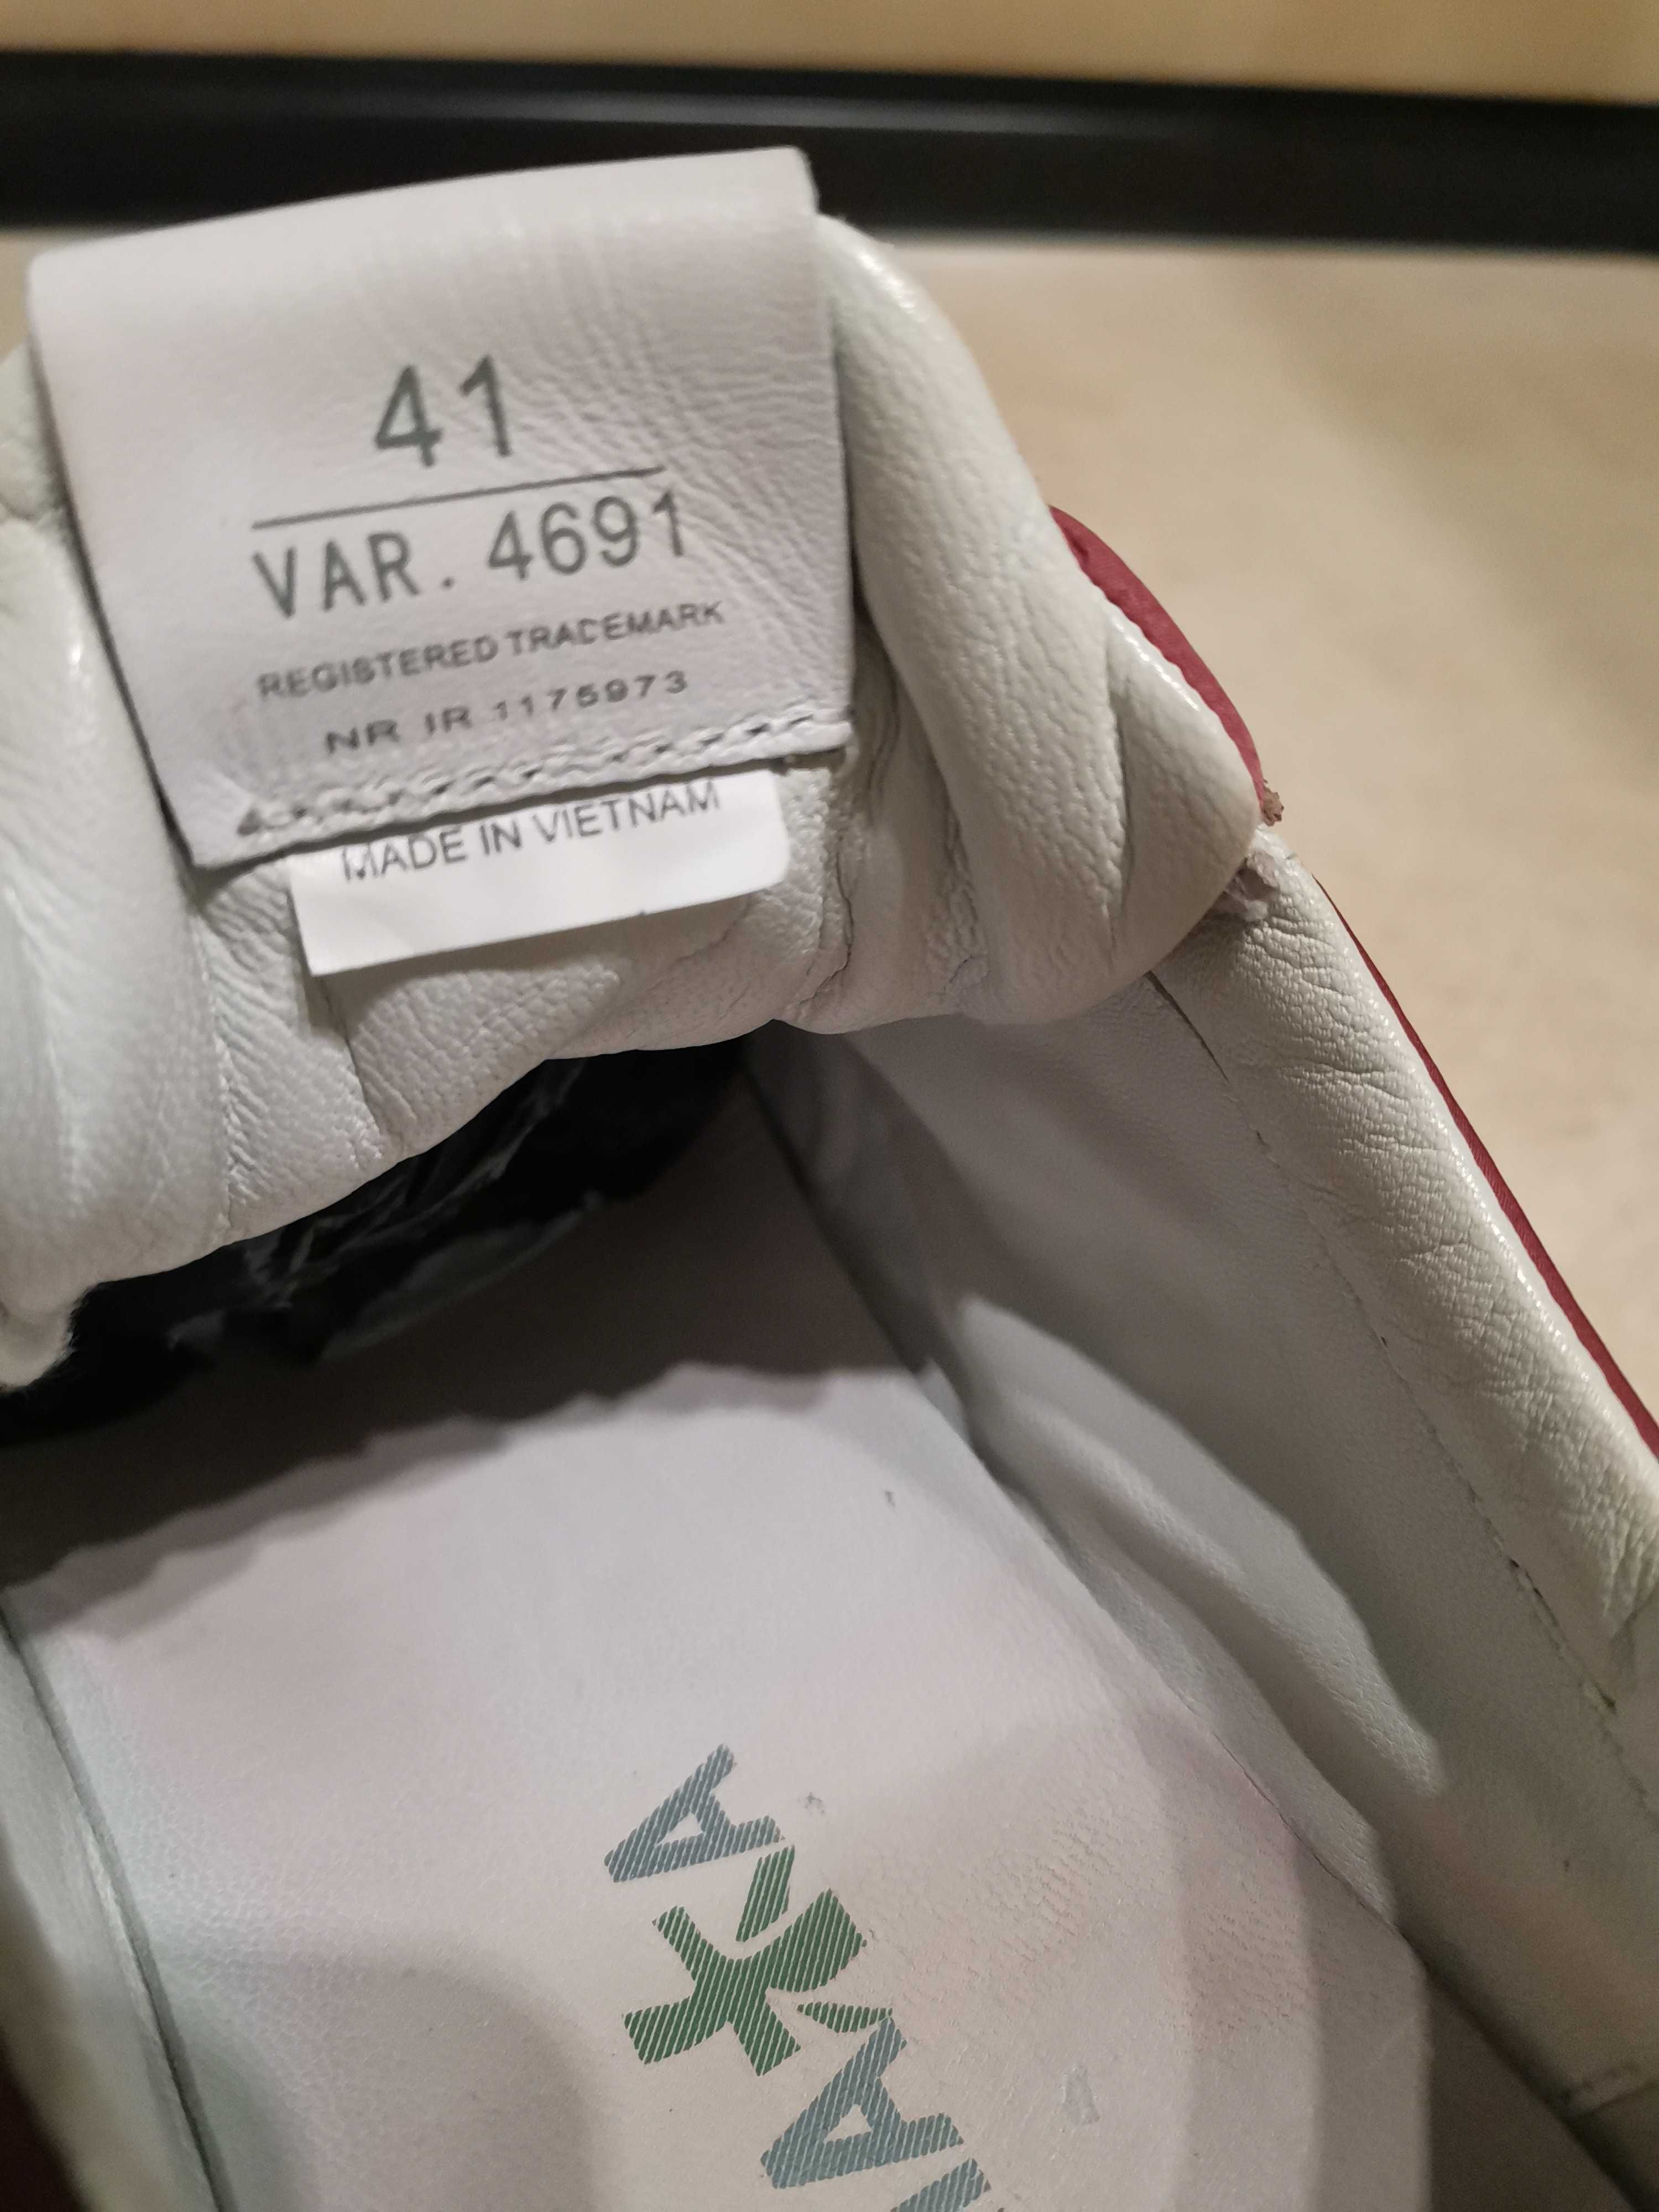 41
VAR. 4691
REGISTERED TRADEMARK
NR IR 1175973
MADE IN VIETNAM